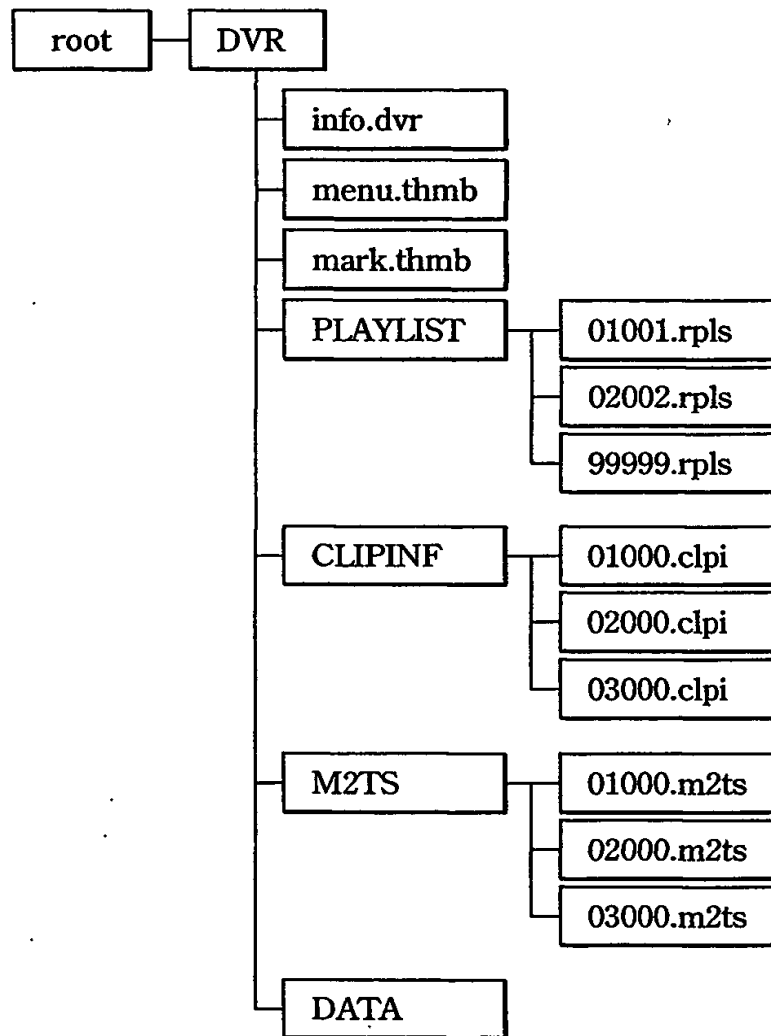 root DVR
info.dvr
menu.thmb
mark.thmb
PLAYLIST 01001.rpls
02002.rpls
99999.rpls
CLIPINF 01000.clpi
02000.clpi
03000.clpi
M2TS 01000.m2ts
02000.m2ts
03000.m2ts
DATA